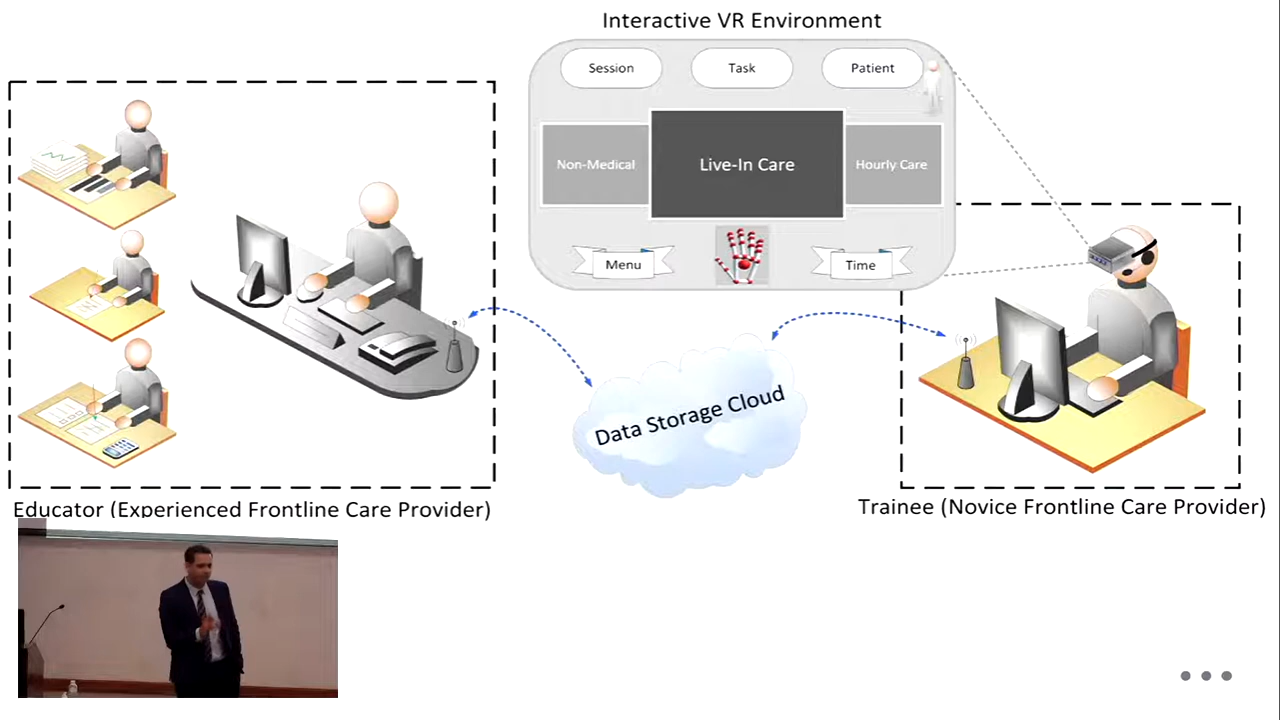 Interactive VR Environment
Session
Task
Patient
Non-Medical
Live-In Care
Hourly Care
Menu
Time
Data Storage Cloud
Educator (Experienced Frontline Care Provider)
Trainee (Novice Frontline Care Provider)